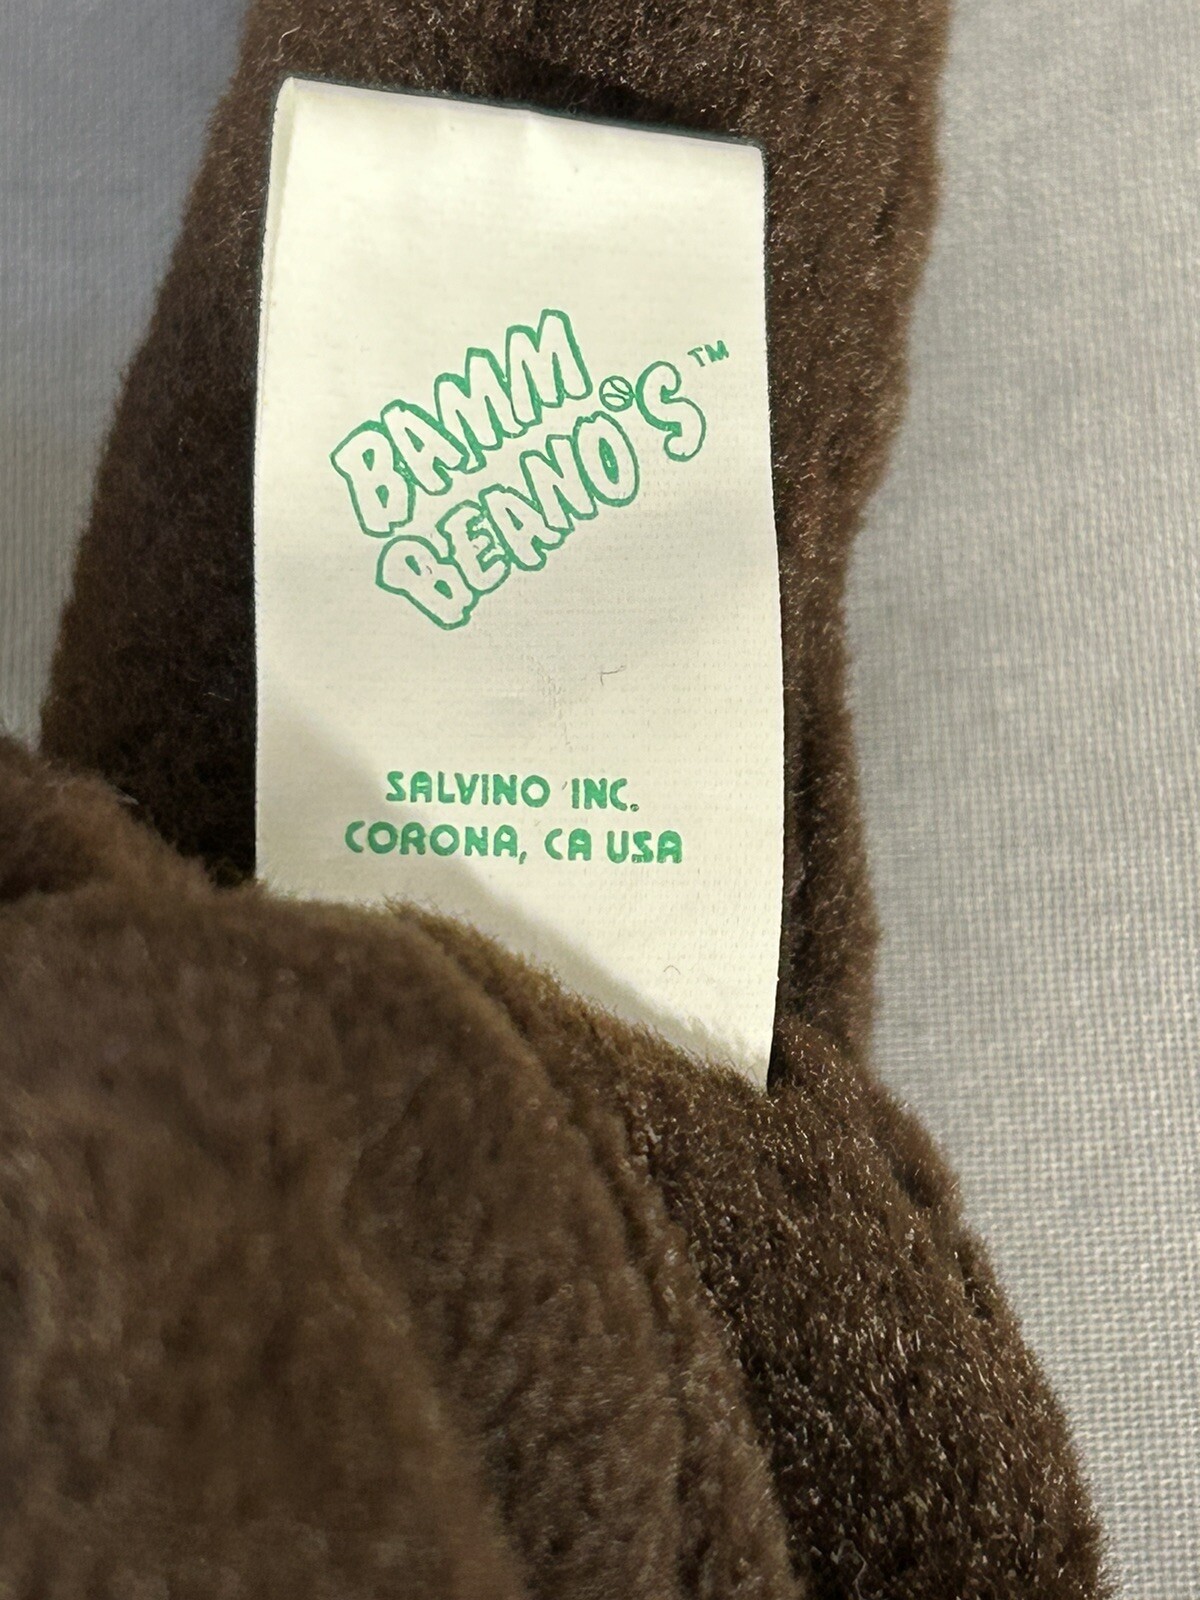 BAMM
BEANO'S™
SALVINO INC.
CORONA, CA USA